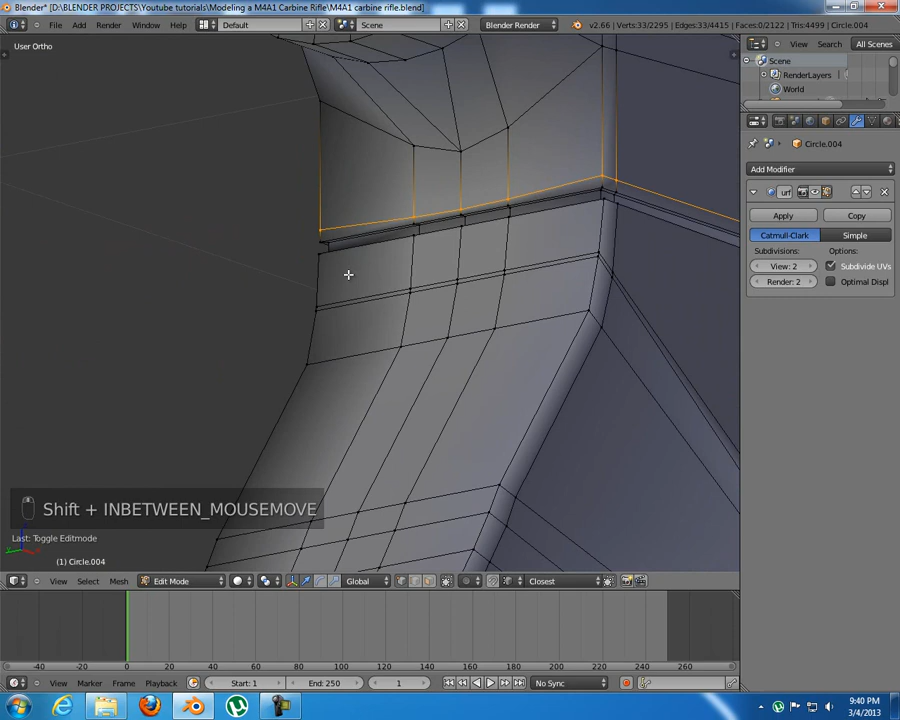 Blender* [D:\BLENDER PROJECTS\Youtube tutorials\Modeling a M4A1 Carbine Rifle\M4A1 carbine rifle.blend]
File Add Render Window Help Default Scene Blender Render v2.66 | Verts:33/2295 | Edges:33/4415 | Faces:0/2122 | Tris:4499 | Circle.004
User Ortho
View Search All Scenes
Scene
RenderLayers
World
Circle.004
Add Modifier
urf
Apply Copy
Catmull-Clark Simple
Subdivisions: Options:
View: 2 Subdivide UVs
Render: 2 Optimal Displ
Shift + INBETWEEN_MOUSEMOVE
Last: Toggle Editmode
(1) Circle.004
View Select Mesh Edit Mode Global Closest
-40 -20 0 20 40 60 80 100 120 140 160 180 200 220 240 260
View Marker Frame Playback Start: 1 End: 250 1 No Sync
9:40 PM
3/4/2013